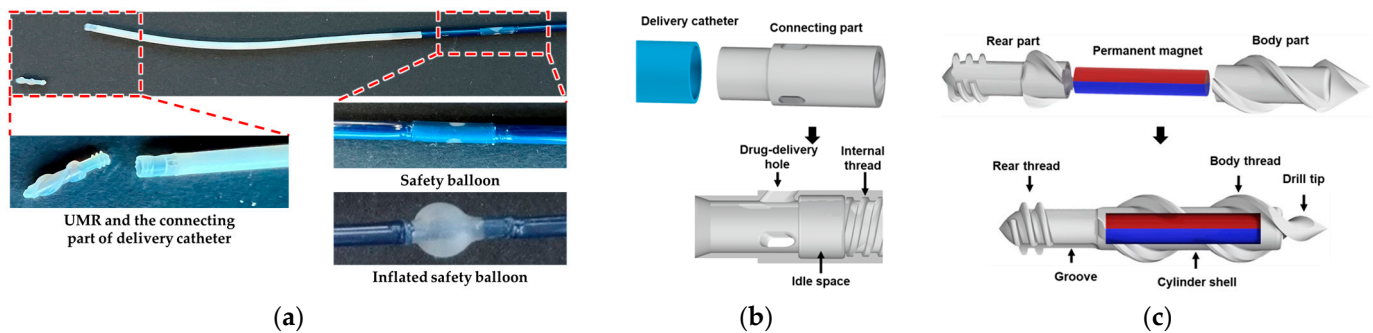 UMR and the connecting
part of delivery catheter
Safety balloon
Inflated safety balloon
(a)
Delivery catheter
Connecting part
Drug-delivery
hole
Internal
thread
Idle space
(b)
Rear part
Permanent magnet
Body part
Rear thread
Body thread
Drill tip
Groove
Cylinder shell
(c)